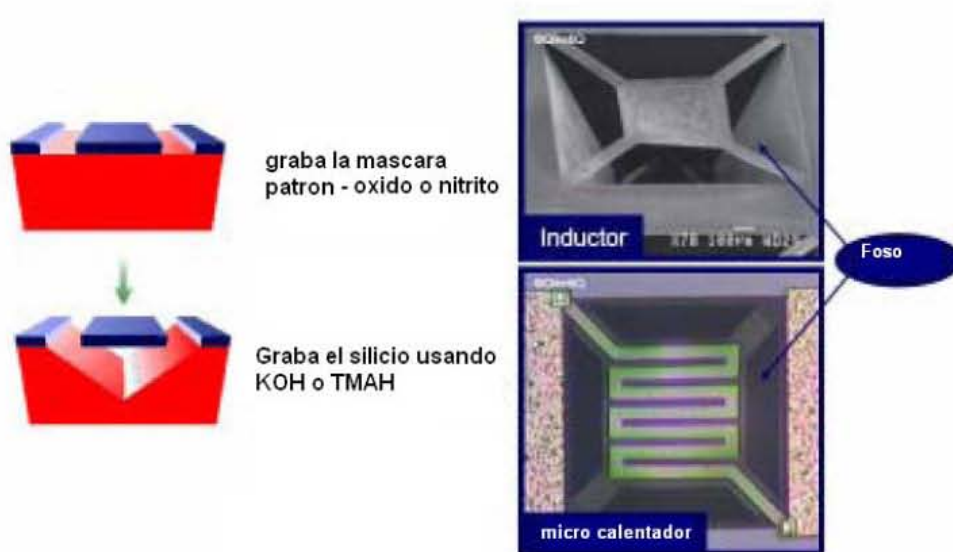 graba la mascara
patron - oxido o nitrito
Graba el silicio usando
KOH o TMAH
Inductor
Foso
micro calentador